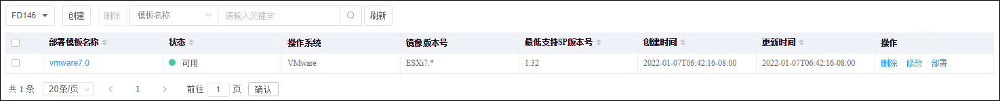 FD146 创建 删除 模板名称 请输入关键字 刷新
部署模板名称 状态 操作系统 镜像版本号 最低支持SP版本号 创建时间 更新时间 操作
vmware7.0 可用 VMware ESXi7.* 1.32 2022-01-07T06:42:16-08:00 2022-01-07T06:42:16-08:00 删除 修改 部署
共 1 条 20条/页 1 前往 1 页 确认